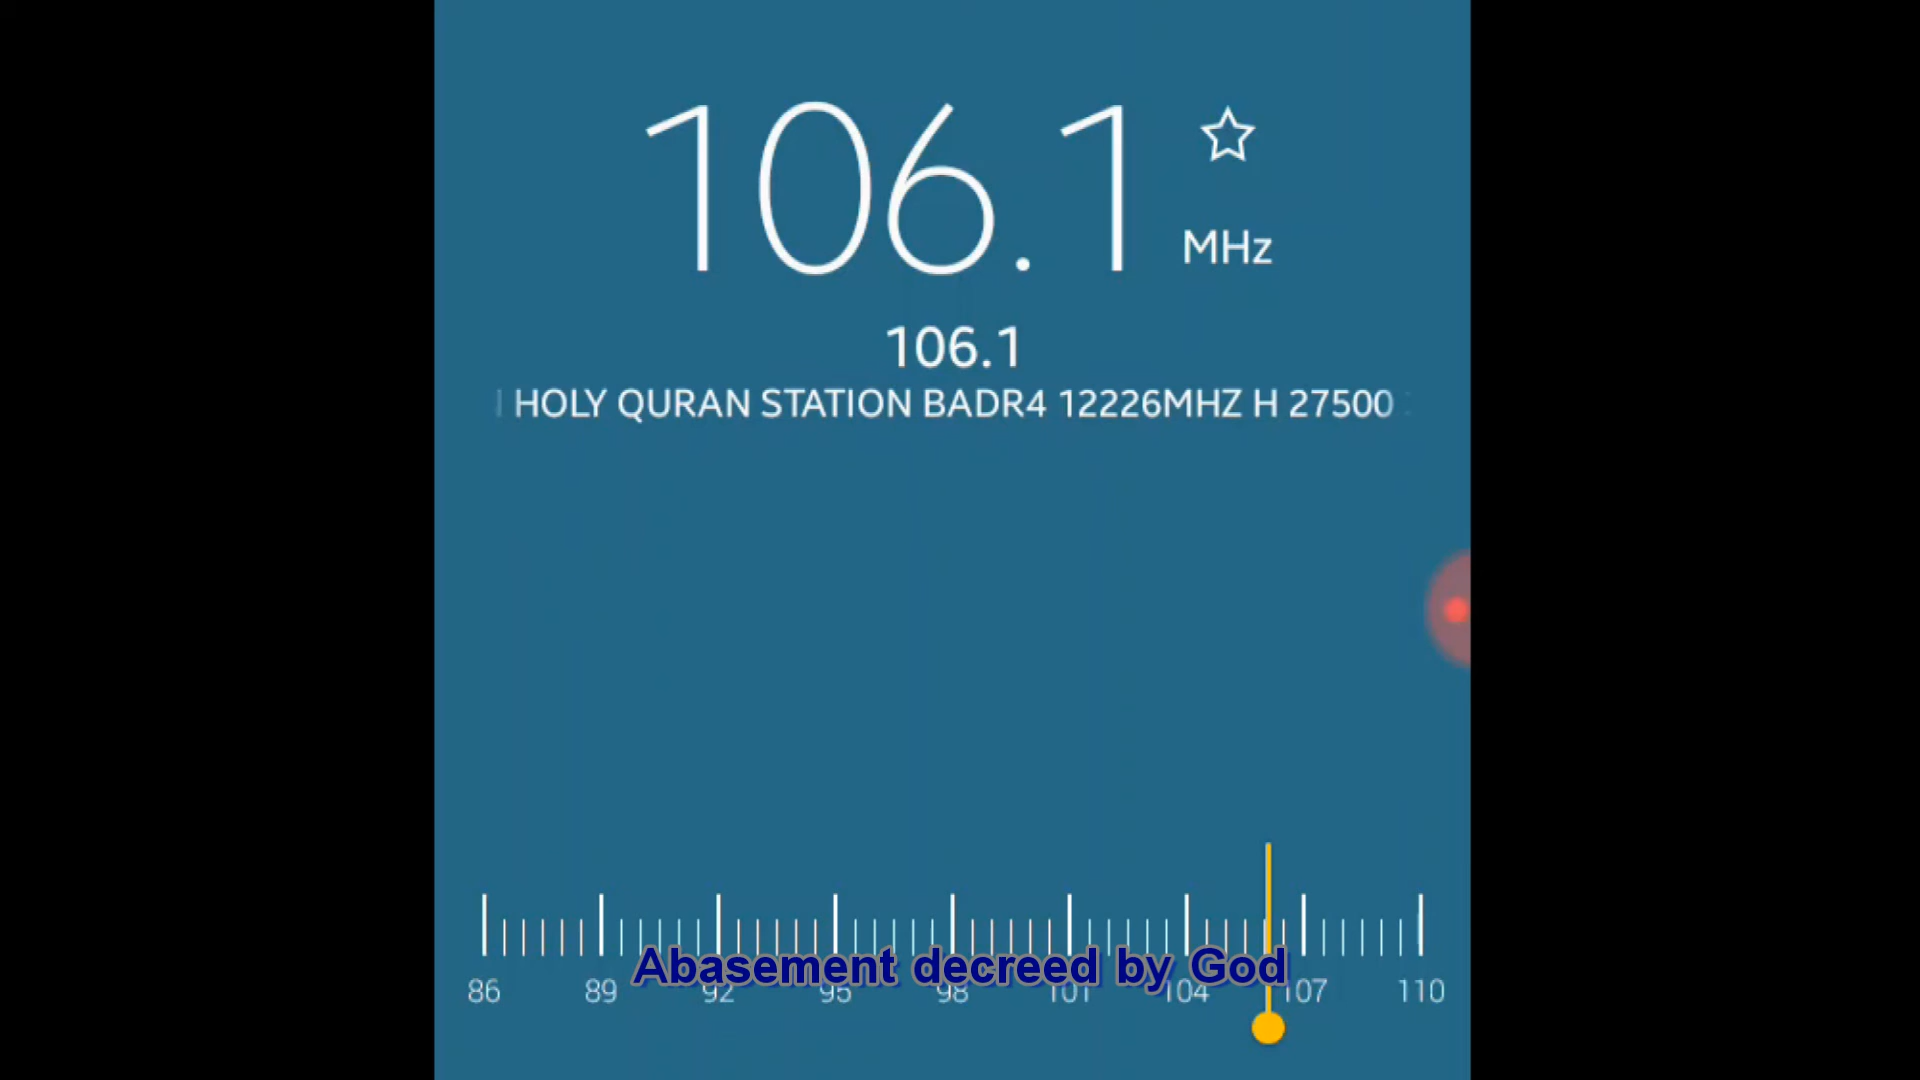 106.1
MHz
106.1
HOLY QURAN STATION BADR4 12226MHZ H 27500
Abasement decreed by God
86 89 92 95 98 101 104 107 110